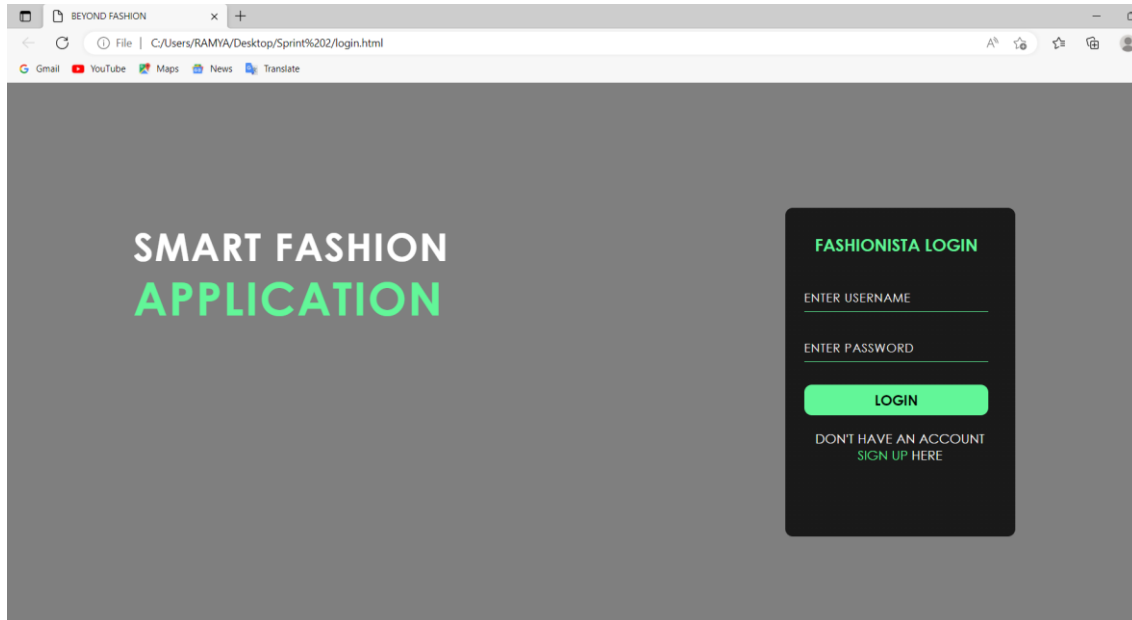 BEYOND FASHION
File | C:/Users/RAMYA/Desktop/Sprint%202/login.html
Gmail YouTube Maps News Translate
SMART FASHION
APPLICATION
FASHIONISTA LOGIN
ENTER USERNAME
ENTER PASSWORD
LOGIN
DON'T HAVE AN ACCOUNT
SIGN UP HERE